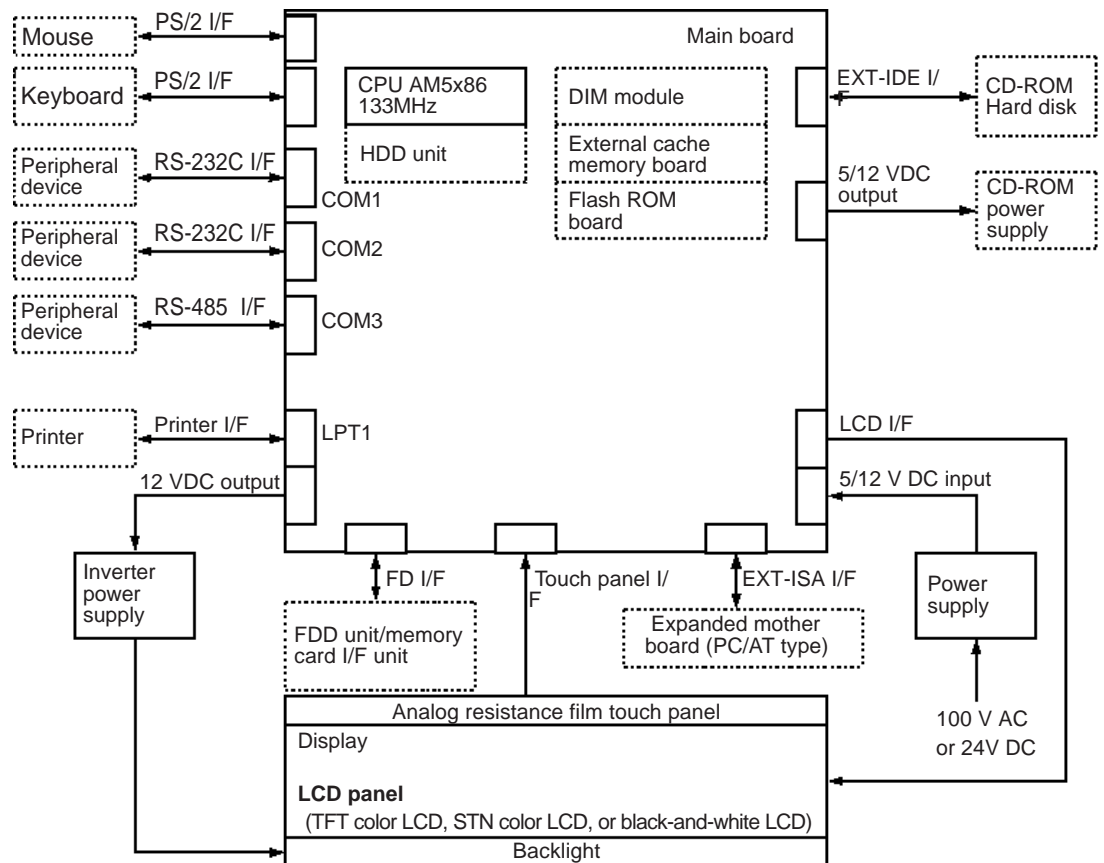 Mouse
PS/2 I/F
Main board
Keyboard
PS/2 I/F
CPU AM5x86
133MHz
HDD unit
DIM module
External cache
memory board
Flash ROM
board
EXT-IDE I/
F
CD-ROM
Hard disk
Peripheral
device
RS-232C I/F
COM1
5/12 VDC
output
CD-ROM
power
supply
Peripheral
device
RS-232C I/F
COM2
Peripheral
device
RS-485 I/F
COM3
Printer
Printer I/F
LPT1
LCD I/F
12 VDC output
5/12 V DC input
Inverter
power
supply
FD I/F
Touch panel I/
F
EXT-ISA I/F
Power
supply
FDD unit/memory
card I/F unit
Expanded mother
board (PC/AT type)
Analog resistance film touch panel
100 V AC
or 24V DC
Display
LCD panel
(TFT color LCD, STN color LCD, or black-and-white LCD)
Backlight